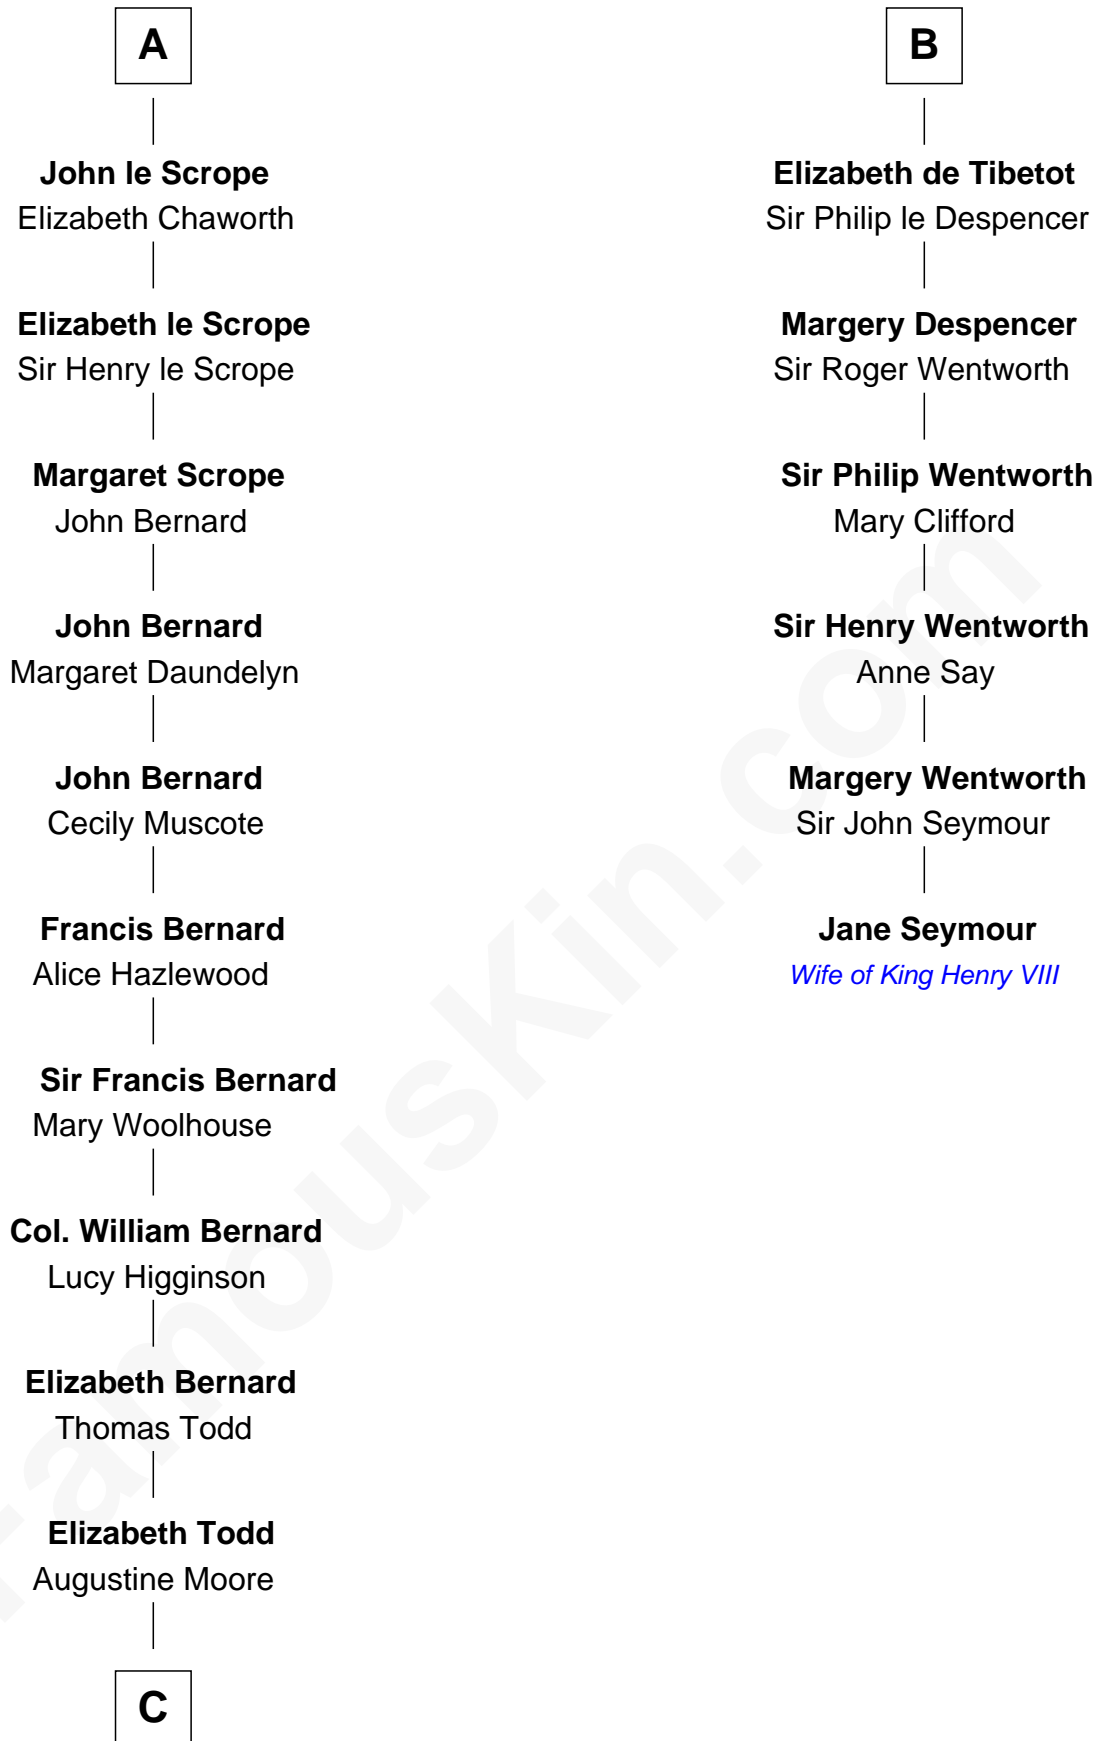 A
John le Scrope
Elizabeth Chaworth
Elizabeth le Scrope
Sir Henry le Scrope
Margaret Scrope
John Bernard
John Bernard
Margaret Daundelyn
John Bernard
Cecily Muscote
Francis Bernard
Alice Hazlewood
Sir Francis Bernard
Mary Woolhouse
Col. William Bernard
Lucy Higginson
Elizabeth Bernard
Thomas Todd
Elizabeth Todd
Augustine Moore
C
B
Elizabeth de Tibetot
Sir Philip le Despencer
Margery Despencer
Sir Roger Wentworth
Sir Philip Wentworth
Mary Clifford
Sir Henry Wentworth
Anne Say
Margery Wentworth
Sir John Seymour
Jane Seymour
Wife of King Henry VIII
FamousKin.com